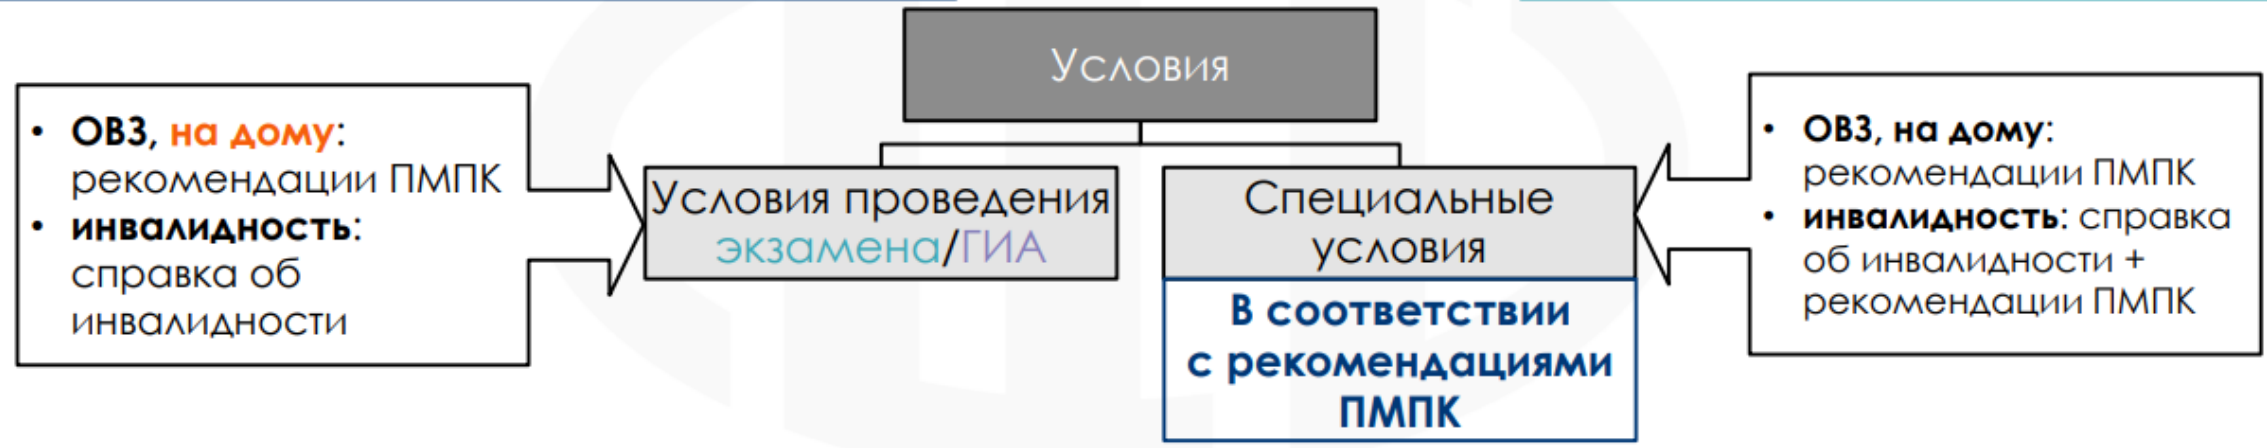 Условия
• ОВЗ, на дому:
рекомендации ПМПК
• инвалидность:
справка об
инвалидности
Условия проведения
экзамена/ГИА
Специальные
условия
В соответствии
с рекомендациями
ПМПК
• ОВЗ, на дому:
рекомендации ПМПК
• инвалидность: справка
об инвалидности +
рекомендации ПМПК